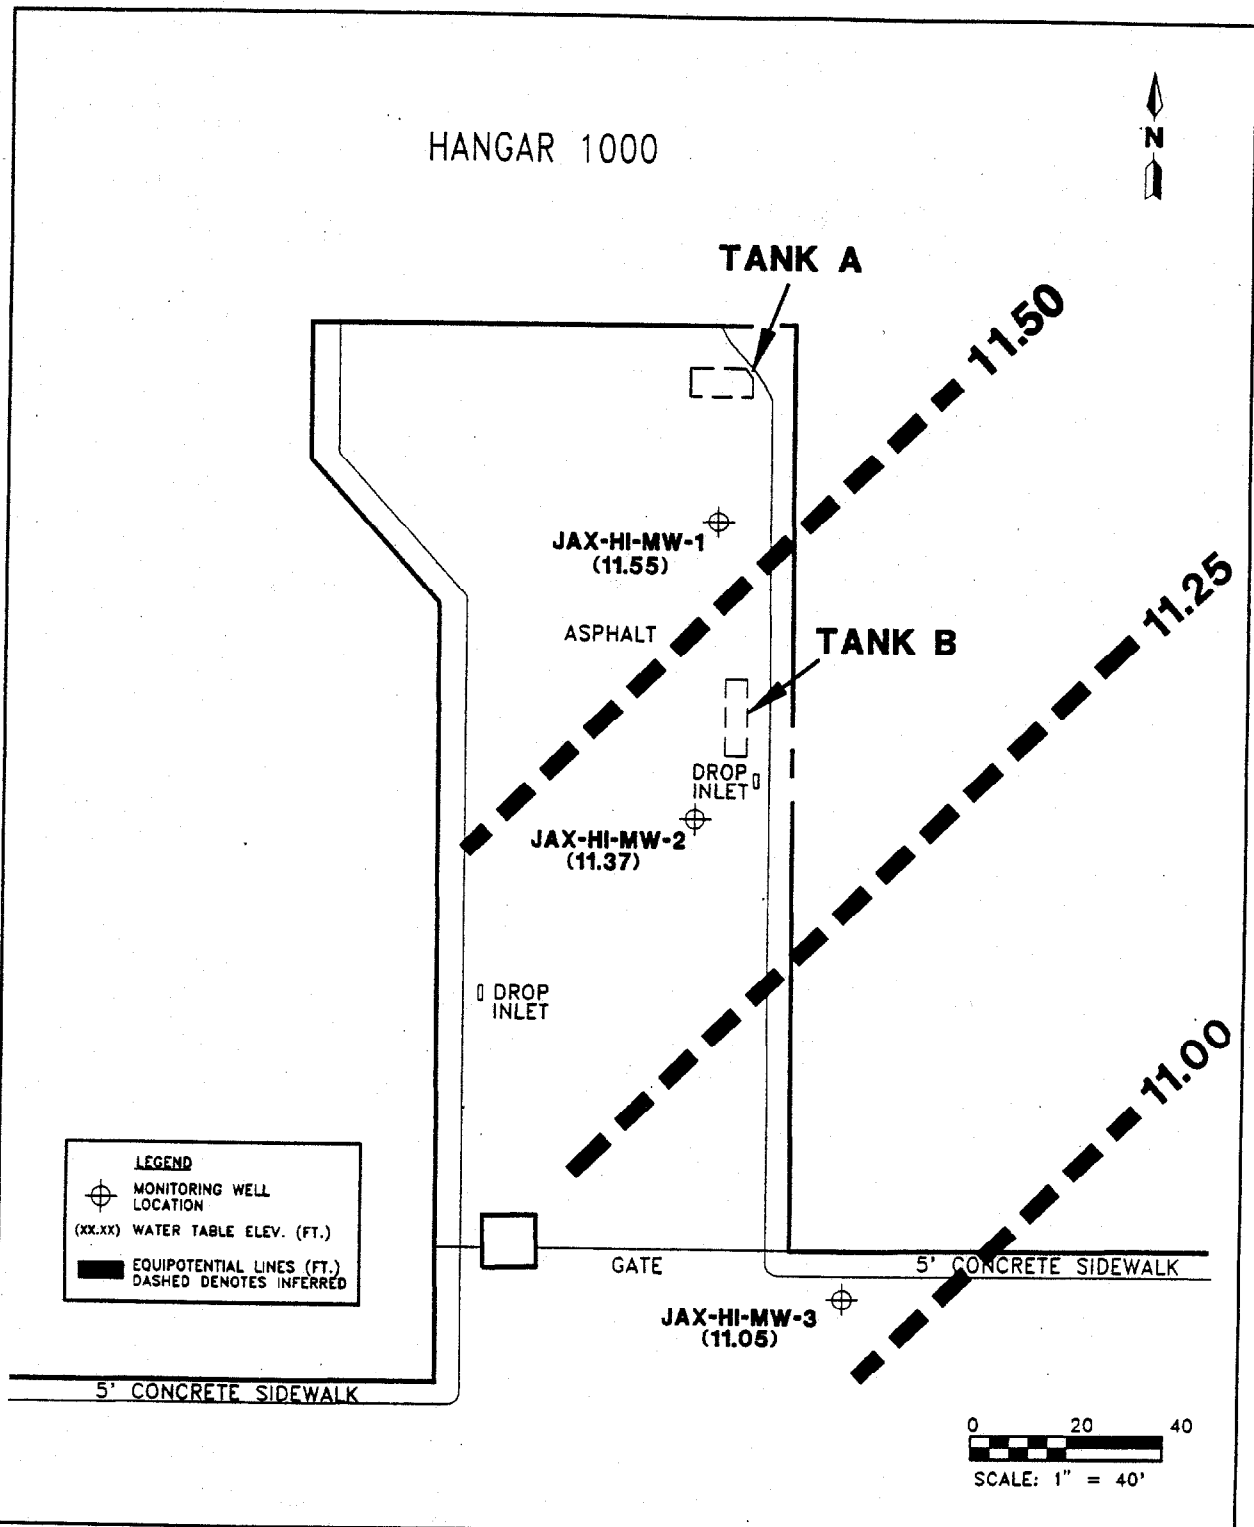 HANGAR 1000
N
TANK A
11.50
JAX-HI-MW-1
(11.55)
ASPHALT
11.25
TANK B
DROP
INLET
JAX-HI-MW-2
(11.37)
DROP
INLET
11.00
LEGEND
MONITORING WELL
LOCATION
(XX.XX) WATER TABLE ELEV. (FT.)
EQUIPOTENTIAL LINES (FT.)
DASHED DENOTES INFERRED
GATE
5' CONCRETE SIDEWALK
JAX-HI-MW-3
(11.05)
5' CONCRETE SIDEWALK
0 20 40
SCALE: 1" = 40'